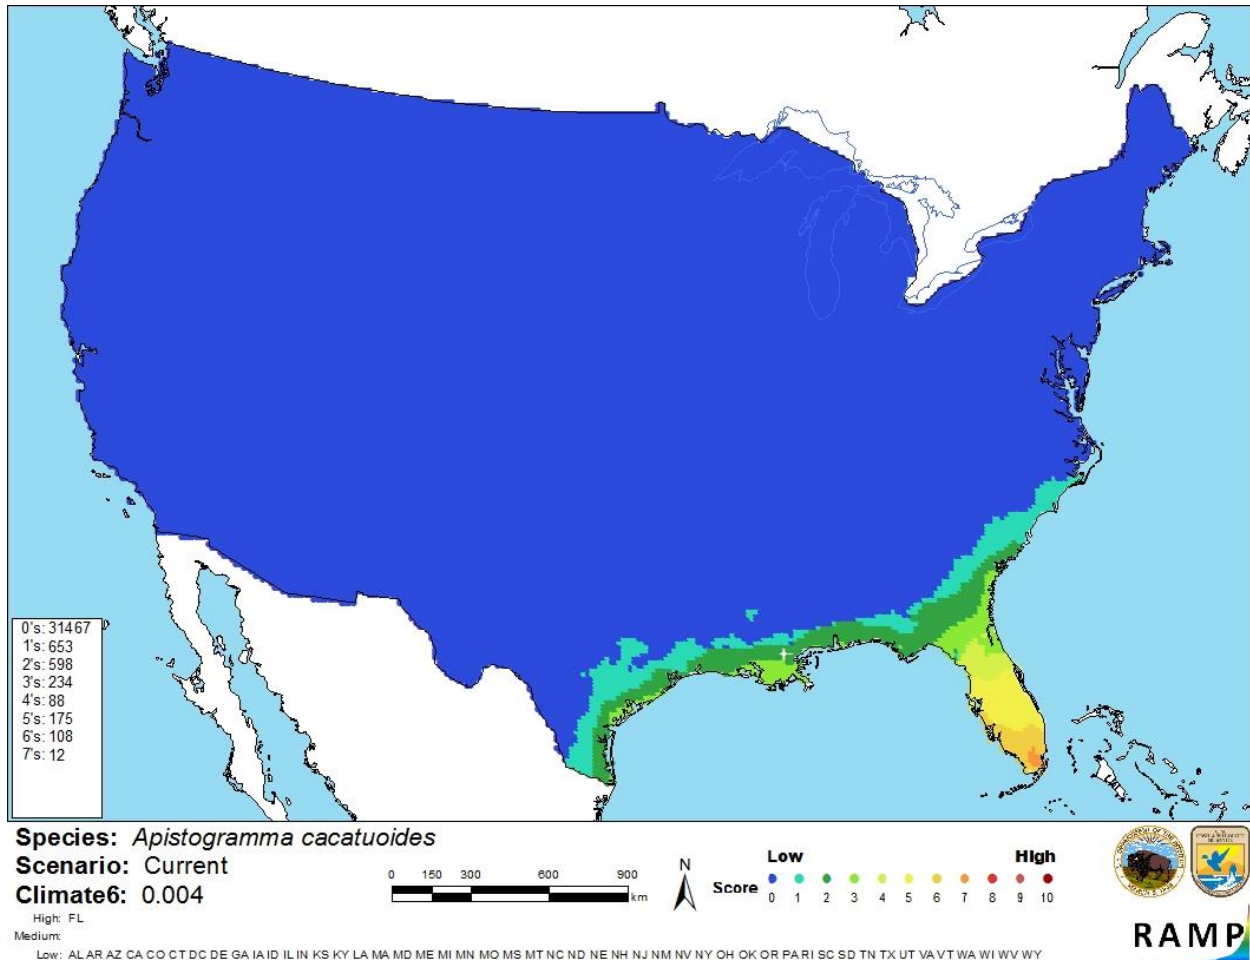 0's: 31467
1's: 653
2's: 598
3's: 234
4's: 88
5's: 175
6's: 108
7's: 12
Species: Apistogramma cacatuoides
Scenario: Current
Climate6: 0.004
High: FL
Medium:
Low: AL AR AZ CA CO CT DC DE GA IA ID IL IN KS KY LA MA MD ME MI MN MO MS MT NC ND NE NH NJ NM NV NY OH OK OR PA RI SC SD TN TX UT VA VT WA WI WV WY
0 150 300 600 900
km
N
Low High
Score
0 1 2 3 4 5 6 7 8 9 10
RAMP